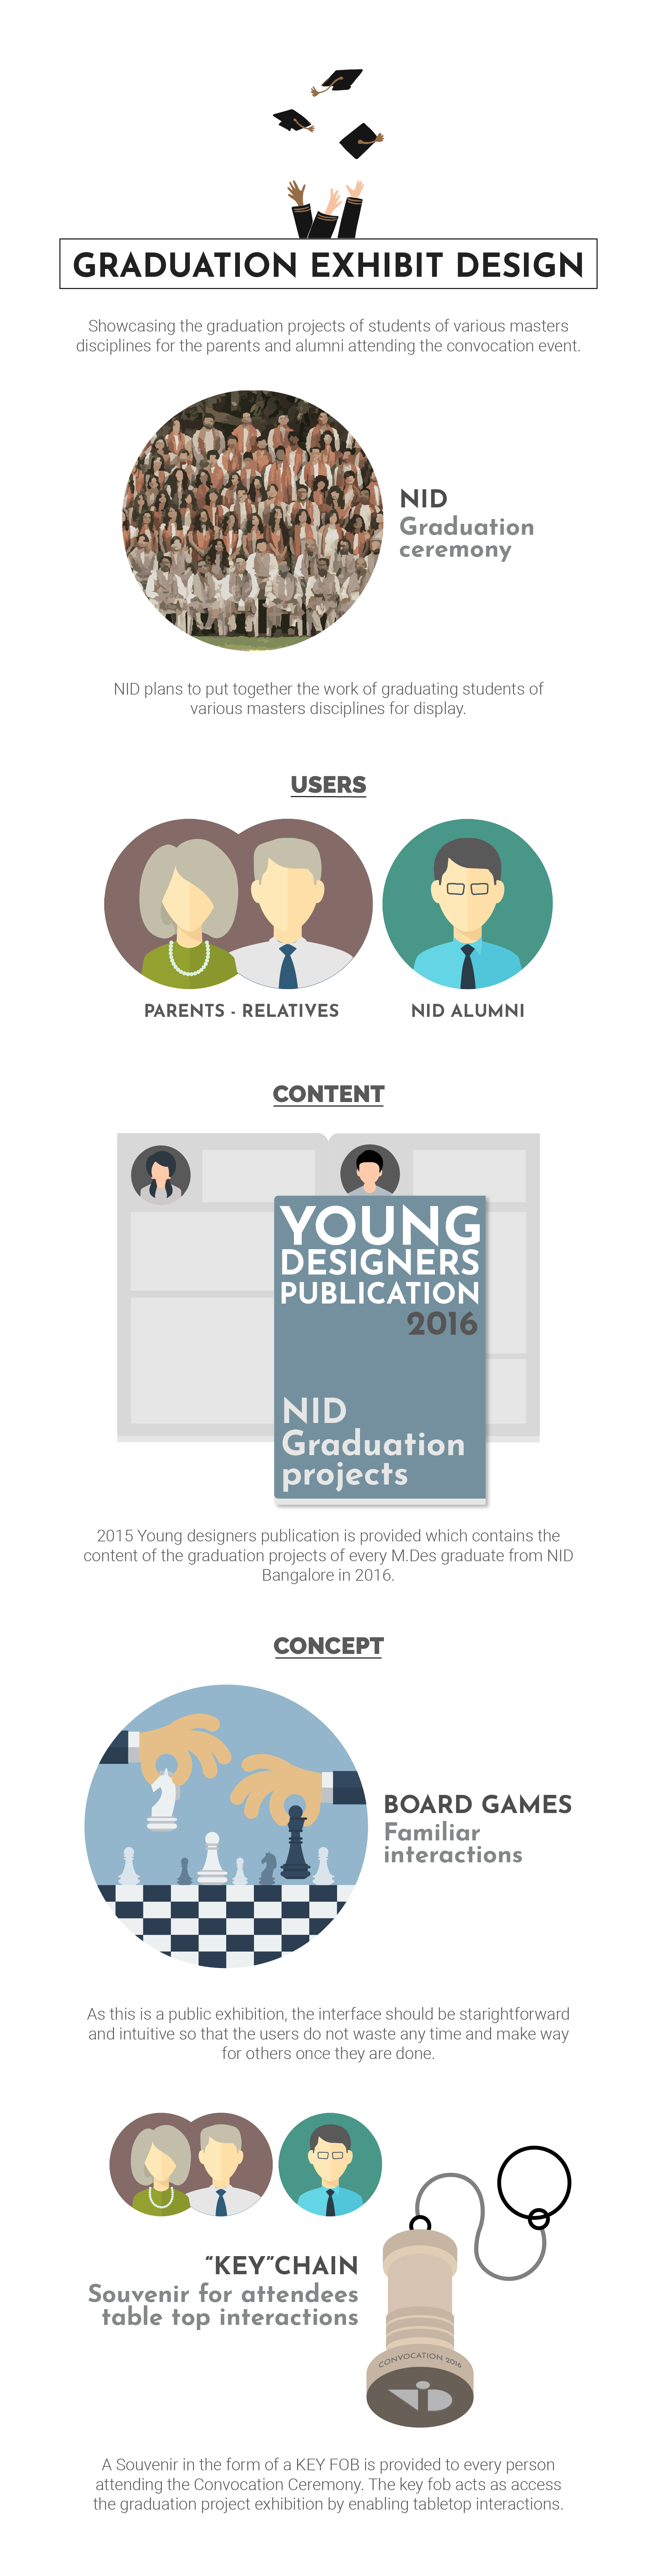 GRADUATION EXHIBIT DESIGN
Showcasing the graduation projects of students of various masters
disciplines for the parents and alumni attending the convocation event.
NID
Graduation
ceremony
NID plans to put together the work of graduating students of
various masters disciplines for display.
USERS
PARENTS - RELATIVES
NID ALUMNI
CONTENT
YOUNG
DESIGNERS
PUBLICATION
2016
NID
Graduation
projects
2015 Young designers publication is provided which contains the
content of the graduation projects of every M.Des graduate from NID
Bangalore in 2016.
CONCEPT
BOARD GAMES
Familiar
interactions
As this is a public exhibition, the interface should be starightforward
and intuitive so that the users do not waste any time and make way
for others once they are done.
“KEY”CHAIN
Souvenir for attendees
table top interactions
CONVOCATION 2016
A Souvenir in the form of a KEY FOB is provided to every person
attending the Convocation Ceremony. The key fob acts as access
the graduation project exhibition by enabling tabletop interactions.